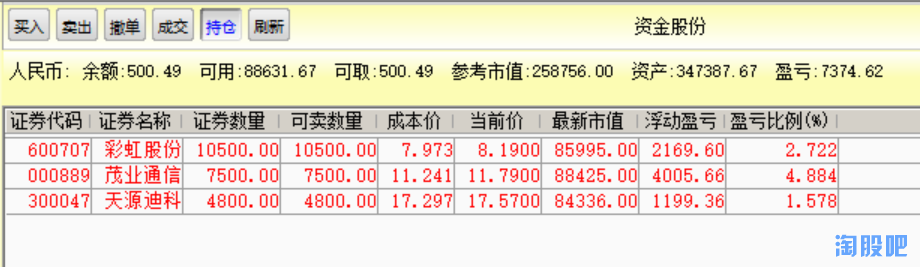 买入 卖出 撤单 成交 持仓 刷新 资金股份
人民币: 余额:500.49 可用:88631.67 可取:500.49 参考市值:258756.00 资产:347387.67 盈亏:7374.62
证券代码 证券名称 证券数量 可卖数量 成本价 当前价 最新市值 浮动盈亏 盈亏比例(%)
600707 彩虹股份 10500.00 10500.00 7.973 8.1900 85995.00 2169.60 2.722
000889 茂业通信 7500.00 7500.00 11.241 11.7900 88425.00 4005.66 4.884
300047 天源迪科 4800.00 4800.00 17.297 17.5700 84336.00 1199.36 1.578
淘股吧